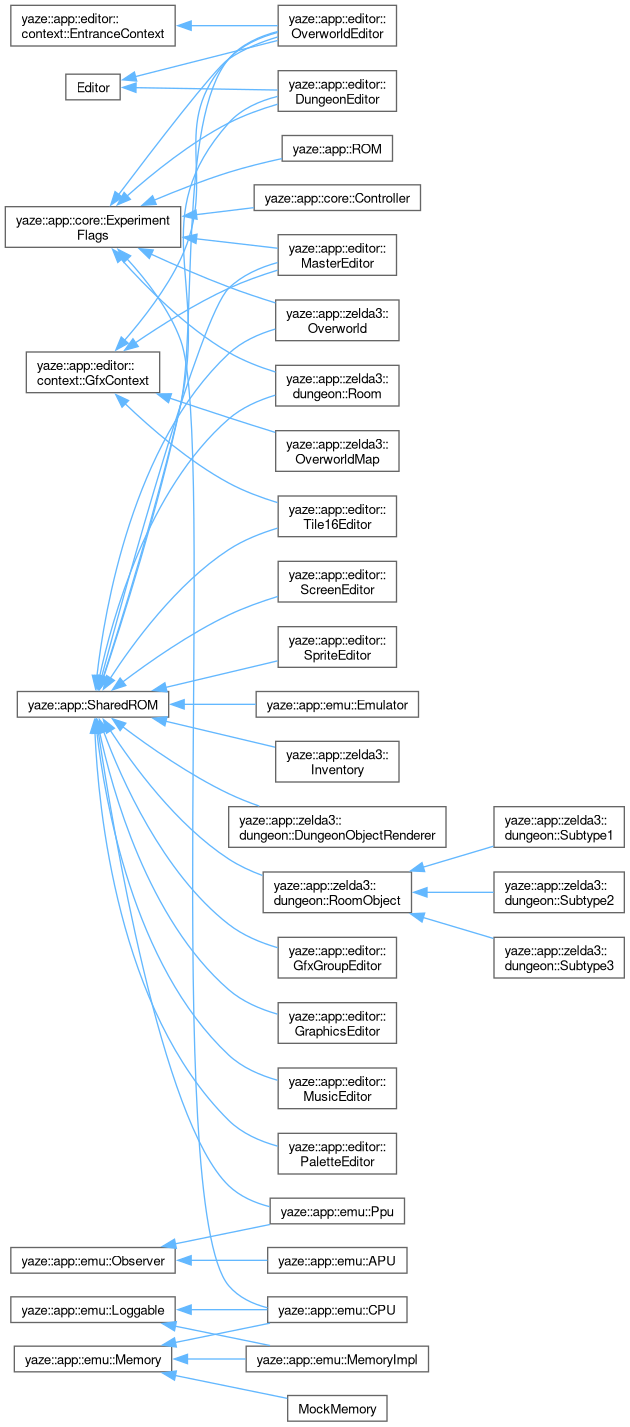 yaze::app::editor::
context::EntranceContext
yaze::app::editor::
OverworldEditor
Editor
yaze::app::editor::
DungeonEditor
yaze::app::ROM
yaze::app::core::Controller
yaze::app::core::Experiment
Flags
yaze::app::editor::
MasterEditor
yaze::app::zelda3::
Overworld
yaze::app::editor::
context::GfxContext
yaze::app::zelda3::
dungeon::Room
yaze::app::zelda3::
OverworldMap
yaze::app::editor::
Tile16Editor
yaze::app::editor::
ScreenEditor
yaze::app::editor::
SpriteEditor
yaze::app::SharedROM
yaze::app::emu::Emulator
yaze::app::zelda3::
Inventory
yaze::app::zelda3::
dungeon::DungeonObjectRenderer
yaze::app::zelda3::
dungeon::Subtype1
yaze::app::zelda3::
dungeon::RoomObject
yaze::app::zelda3::
dungeon::Subtype2
yaze::app::editor::
GfxGroupEditor
yaze::app::zelda3::
dungeon::Subtype3
yaze::app::editor::
GraphicsEditor
yaze::app::editor::
MusicEditor
yaze::app::editor::
PaletteEditor
yaze::app::emu::Ppu
yaze::app::emu::Observer
yaze::app::emu::APU
yaze::app::emu::Loggable
yaze::app::emu::CPU
yaze::app::emu::Memory
yaze::app::emu::MemoryImpl
MockMemory